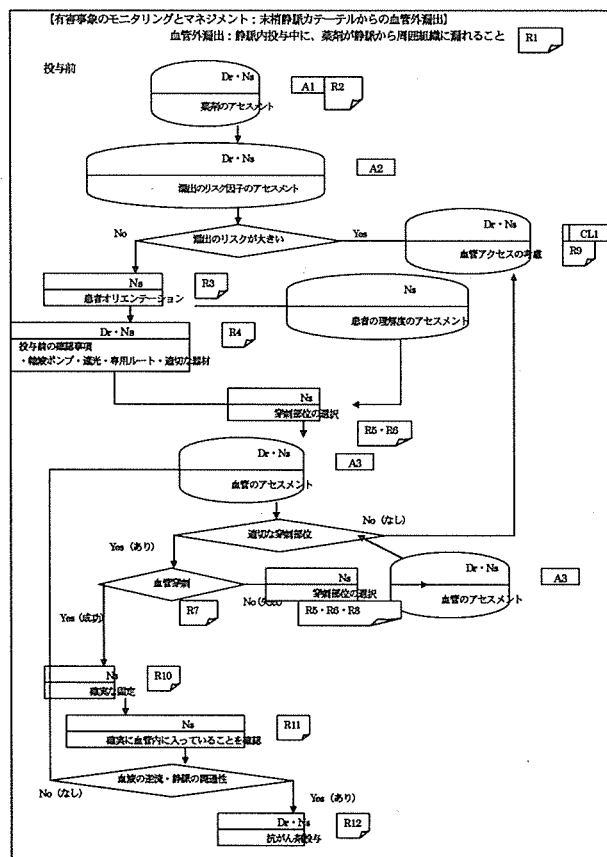 【有害事象のモニタリングとマネジメント：末梢静脈カテーテルからの血管外漏出】
血管外漏出：静脈内投与中に、薬剤が静脈から周囲組織に漏れること
R1
投与前
Dr・Ns
薬剤のアセスメント
A1
R2
Dr・Ns
漏出のリスク因子のアセスメント
A2
漏出のリスクが大きい
No
Yes
Dr・Ns
血管アクセスの考慮
CL1
R9
Ns
患者オリエンテーション
R3
Ns
患者の理解度のアセスメント
Dr・Ns
投与前の確認事項
・輸液ポンプ・遮光・専用ルート・適切な器材
R4
Ns
穿刺部位の選択
R5・R6
Dr・Ns
血管のアセスメント
A3
適切な穿刺部位
No（なし）
Yes（あり）
血管穿刺
R7
No(失
Ns
穿刺部位の選択
R5・R6・R8
Dr・Ns
血管のアセスメント
A3
Yes(成功)
Ns
確実な固定
R10
Ns
確実に血管内に入っていることを確認
R11
血液の逆流・静脈の開通性
No（なし）
Yes（あり）
Dr・Ns
抗がん剤投与
R12